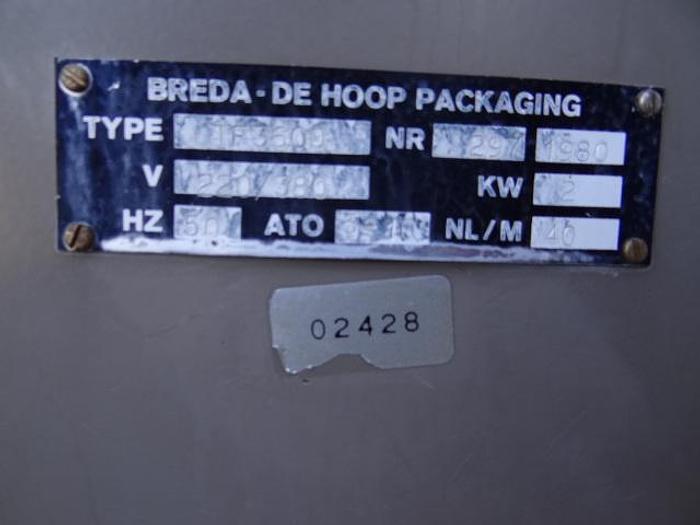 BREDA - DE HOOP PACKAGING
TYPE NR 297 1980
V 220/380 KW 2
HZ 50 ATO NL/M 40
02428